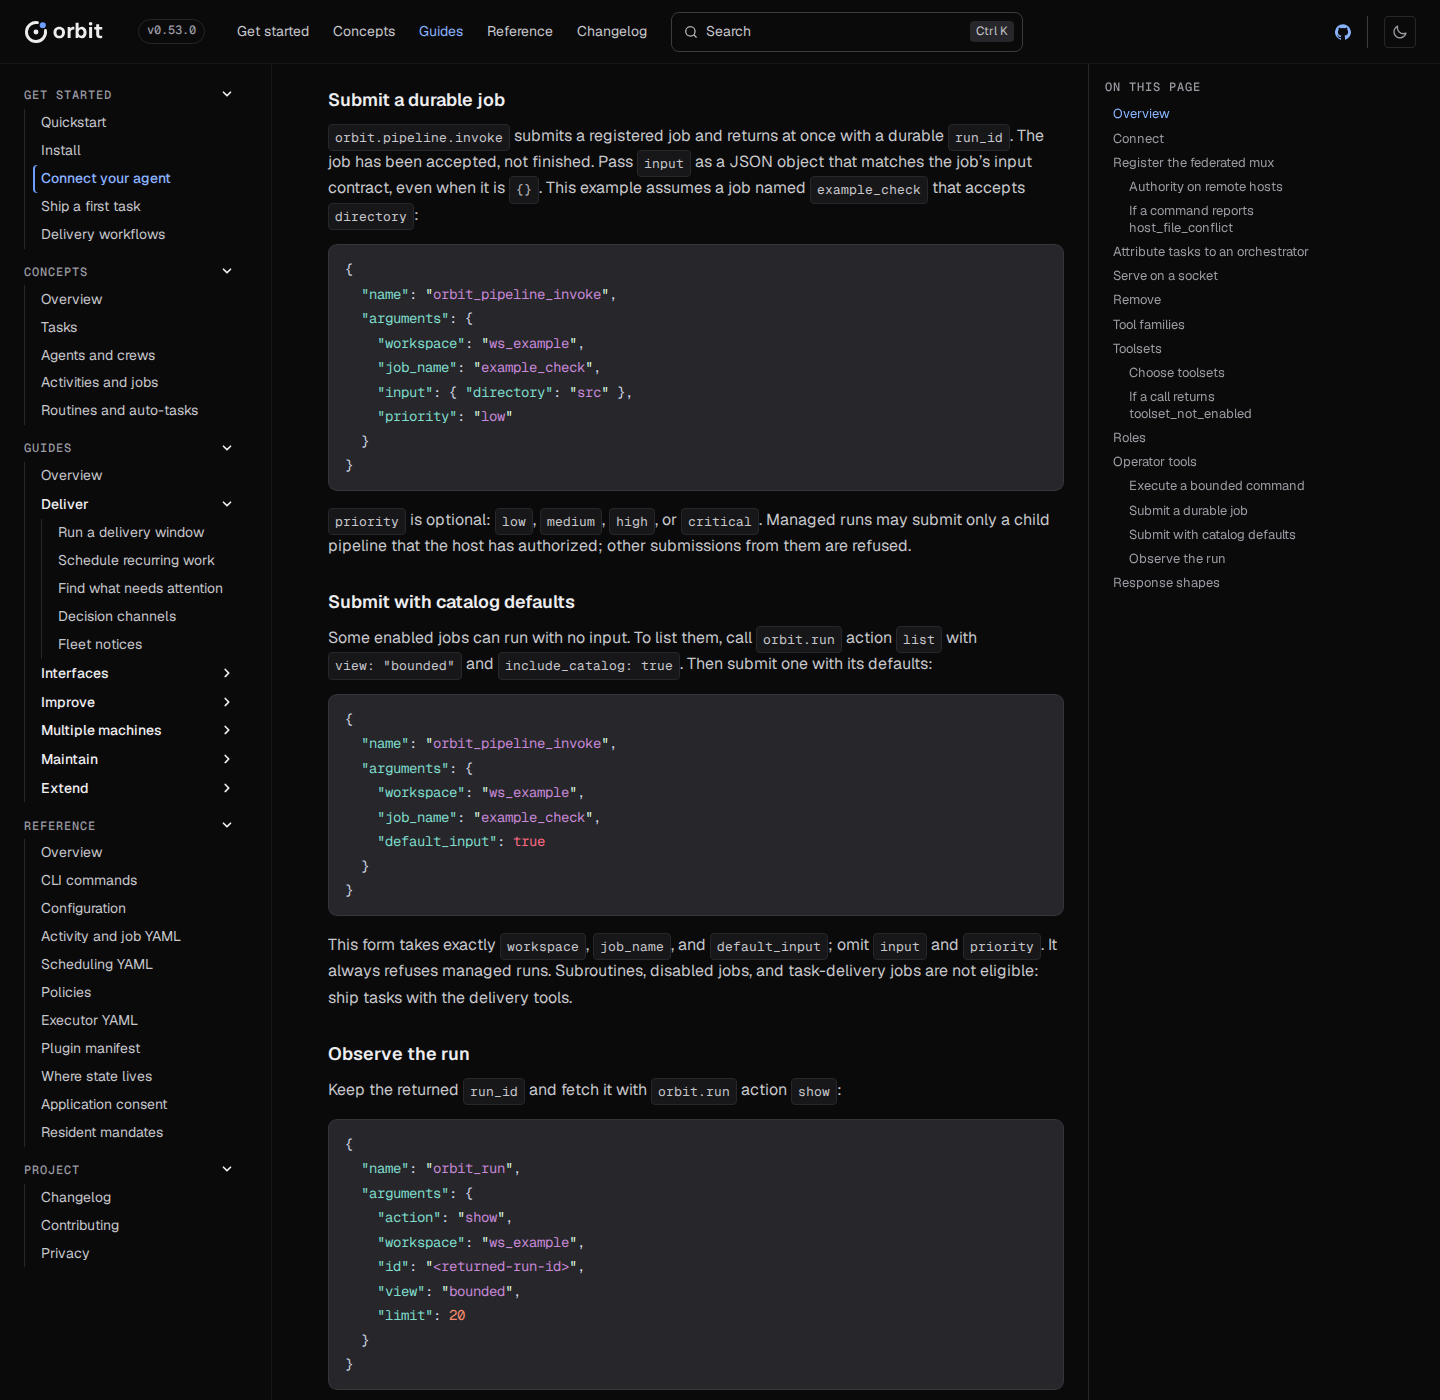 orbit
v0.53.0
Get started
Concepts
Guides
Reference
Changelog
Search
Ctrl K
GET STARTED
Quickstart
Install
Connect your agent
Ship a first task
Delivery workflows
CONCEPTS
Overview
Tasks
Agents and crews
Activities and jobs
Routines and auto-tasks
GUIDES
Overview
Deliver
Run a delivery window
Schedule recurring work
Find what needs attention
Decision channels
Fleet notices
Interfaces
Improve
Multiple machines
Maintain
Extend
REFERENCE
Overview
CLI commands
Configuration
Activity and job YAML
Scheduling YAML
Policies
Executor YAML
Plugin manifest
Where state lives
Application consent
Resident mandates
PROJECT
Changelog
Contributing
Privacy
Submit a durable job
orbit.pipeline.invoke submits a registered job and returns at once with a durable run_id. The
job has been accepted, not finished. Pass input as a JSON object that matches the job’s input
contract, even when it is {}. This example assumes a job named example_check that accepts
directory:
{
  "name": "orbit_pipeline_invoke",
  "arguments": {
    "workspace": "ws_example",
    "job_name": "example_check",
    "input": { "directory": "src" },
    "priority": "low"
  }
}
priority is optional: low, medium, high, or critical. Managed runs may submit only a child
pipeline that the host has authorized; other submissions from them are refused.
Submit with catalog defaults
Some enabled jobs can run with no input. To list them, call orbit.run action list with
view: "bounded" and include_catalog: true. Then submit one with its defaults:
{
  "name": "orbit_pipeline_invoke",
  "arguments": {
    "workspace": "ws_example",
    "job_name": "example_check",
    "default_input": true
  }
}
This form takes exactly workspace, job_name, and default_input; omit input and priority. It
always refuses managed runs. Subroutines, disabled jobs, and task-delivery jobs are not eligible:
ship tasks with the delivery tools.
Observe the run
Keep the returned run_id and fetch it with orbit.run action show:
{
  "name": "orbit_run",
  "arguments": {
    "action": "show",
    "workspace": "ws_example",
    "id": "<returned-run-id>",
    "view": "bounded",
    "limit": 20
  }
}
ON THIS PAGE
Overview
Connect
Register the federated mux
Authority on remote hosts
If a command reports
host_file_conflict
Attribute tasks to an orchestrator
Serve on a socket
Remove
Tool families
Toolsets
Choose toolsets
If a call returns
toolset_not_enabled
Roles
Operator tools
Execute a bounded command
Submit a durable job
Submit with catalog defaults
Observe the run
Response shapes